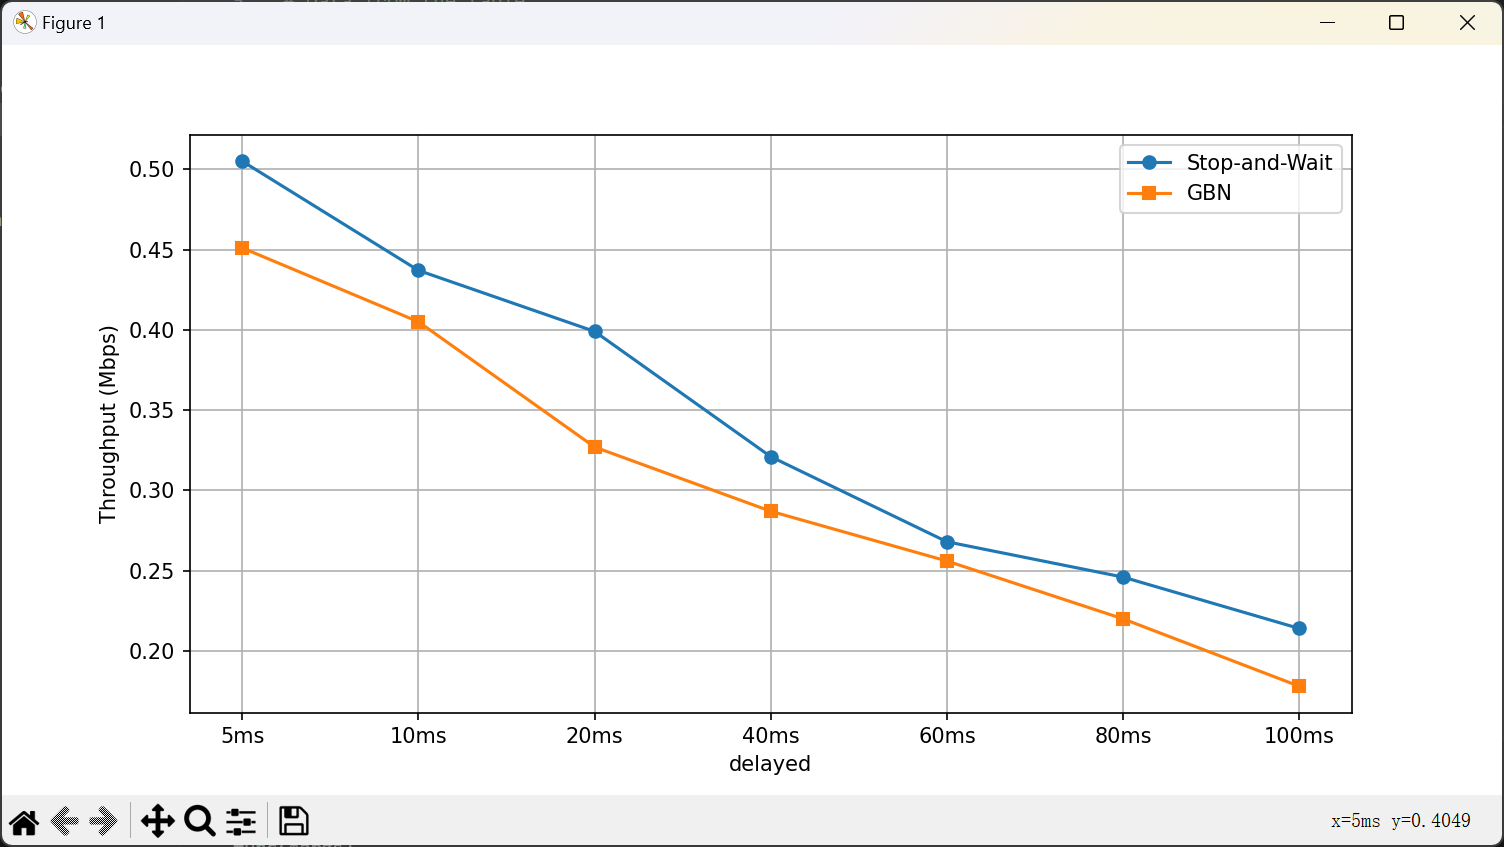 Figure 1
Stop-and-Wait
GBN
0.50
0.45
0.40
0.35
0.30
0.25
0.20
Throughput (Mbps)
5ms 10ms 20ms 40ms 60ms 80ms 100ms
delayed
x=5ms y=0.4049